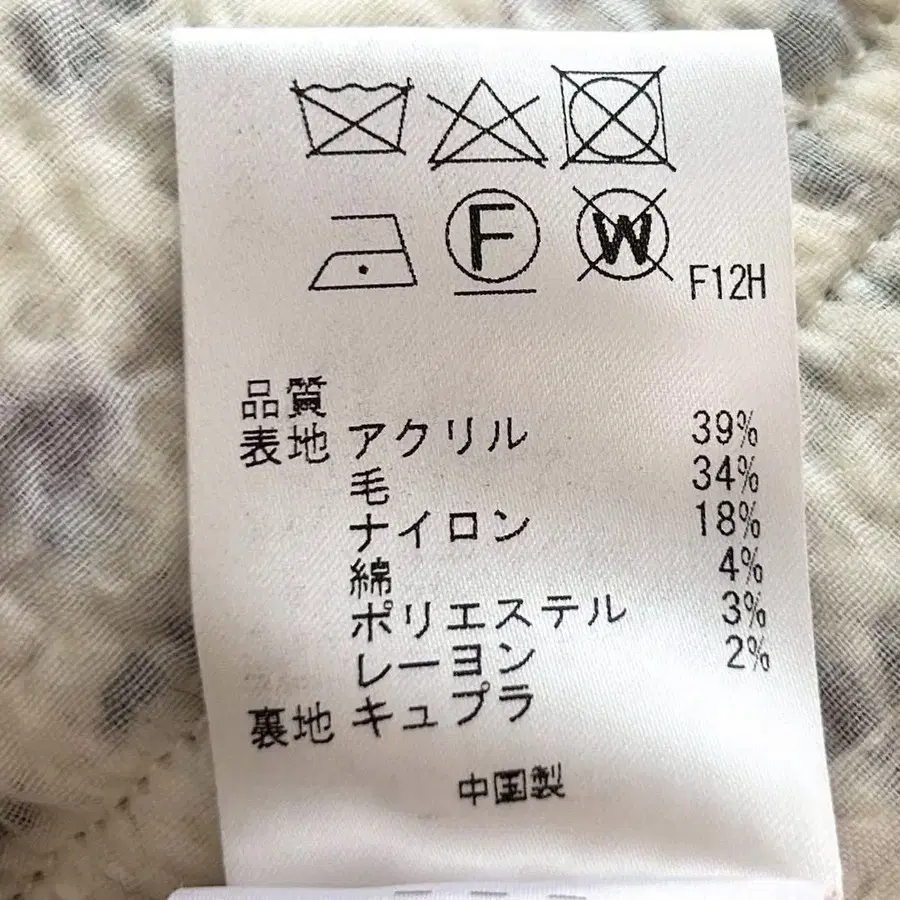 F W F12H
品質
表地 アクリル 39%
毛 34%
ナイロン 18%
綿 4%
ポリエステル 3%
レーヨン 2%
裏地 キュプラ
中国製